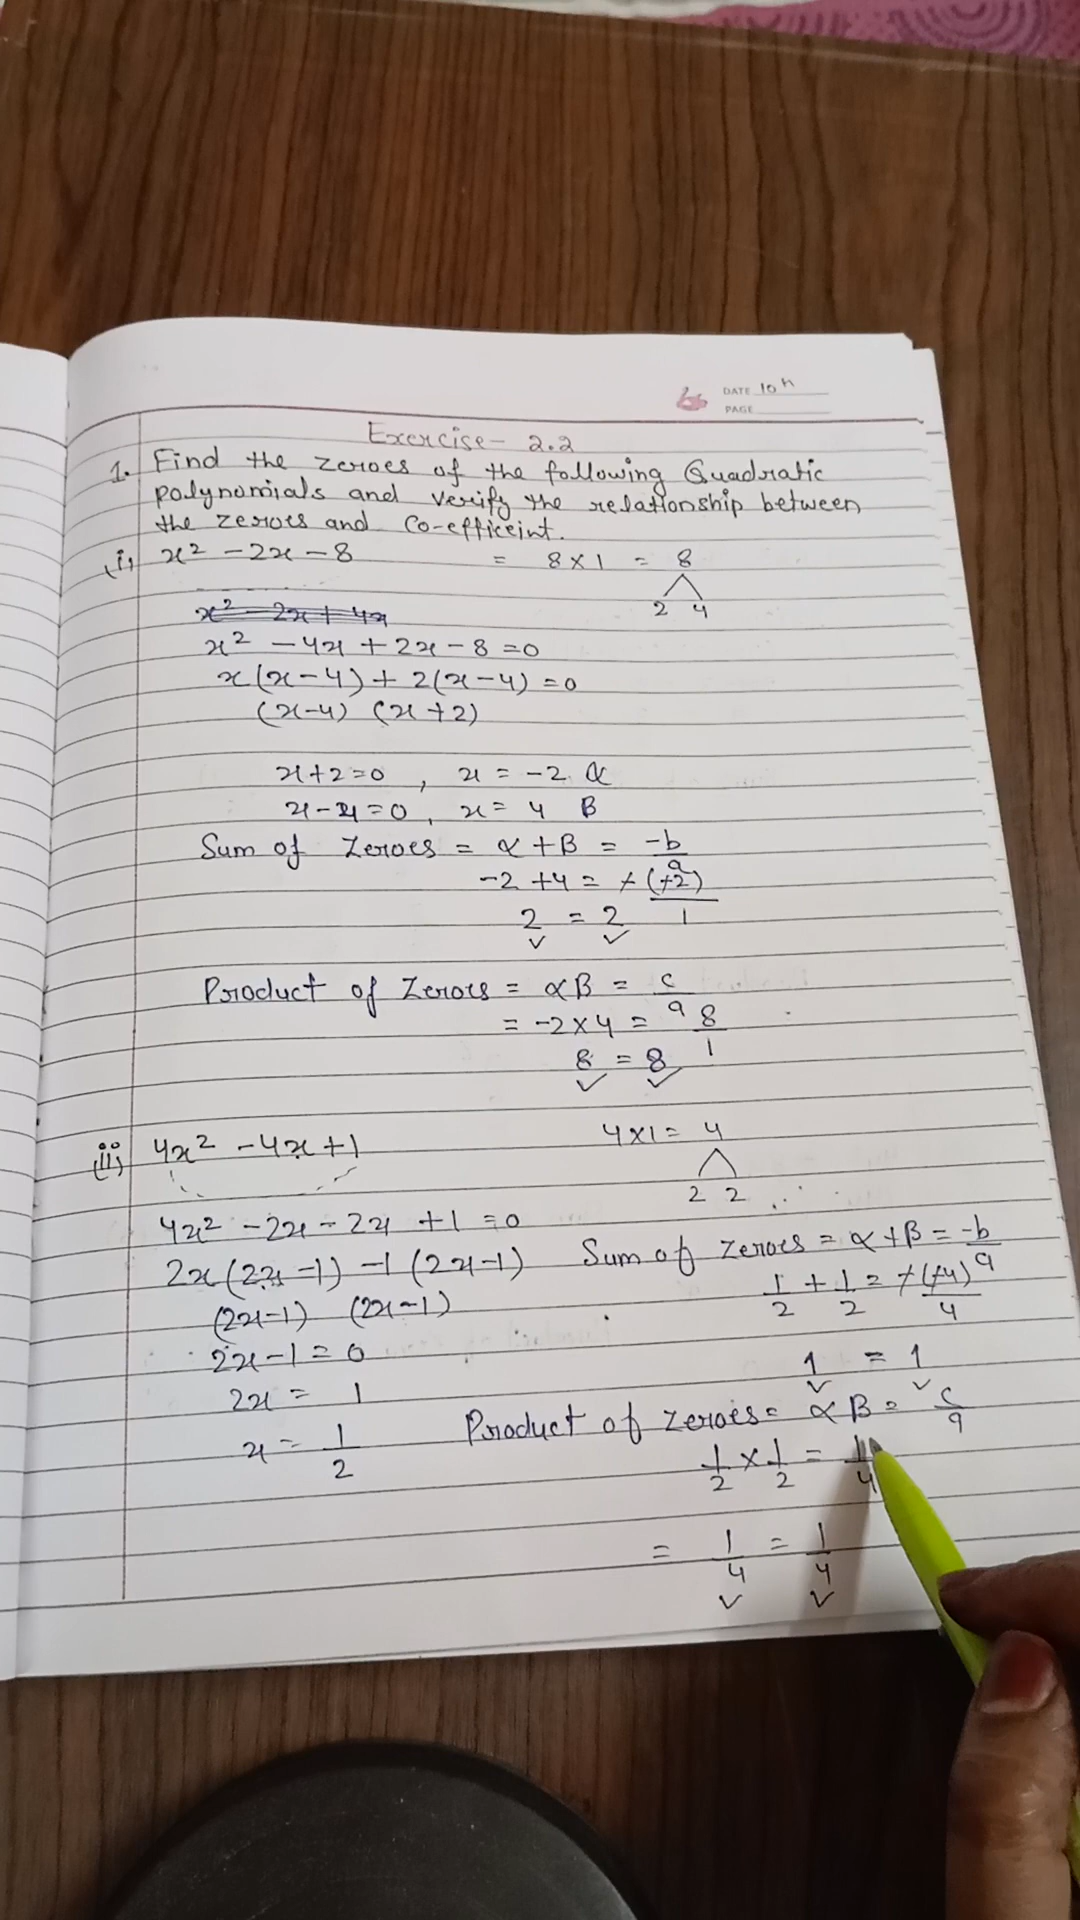 DATE 10th
PAGE
Exercise- 2.2
1. Find the zeroes of the following Quadratic
polynomials and verify the relationship between
the zeroes and Co-efficeint.
(i) x² - 2x - 8 = 8 × 1 = 8
2 4
x² - 2x + 4x
x² - 4x + 2x - 8 = 0
x(x-4) + 2(x-4) = 0
(x-4) (x+2)
x+2=0 , x = -2 α
x-4=0 , x = 4 β
Sum of Zeroes = α + β = -b/a
-2 + 4 = -(-2)/1
2 = 2
Product of Zeroes = αβ = c/a
= -2 × 4 = 8/1
8 = 8
(ii) 4x² - 4x + 1 4×1 = 4
2 2
4x² - 2x - 2x + 1 = 0
2x(2x-1) -1(2x-1) Sum of zeroes = α + β = -b/a
(2x-1) (2x-1) 1/2 + 1/2 = -(-4)/4
2x-1 = 0 1 = 1
2x = 1 Product of zeroes = αβ = c/a
x = 1/2 1/2 × 1/2 = 1/4
= 1/4 = 1/4